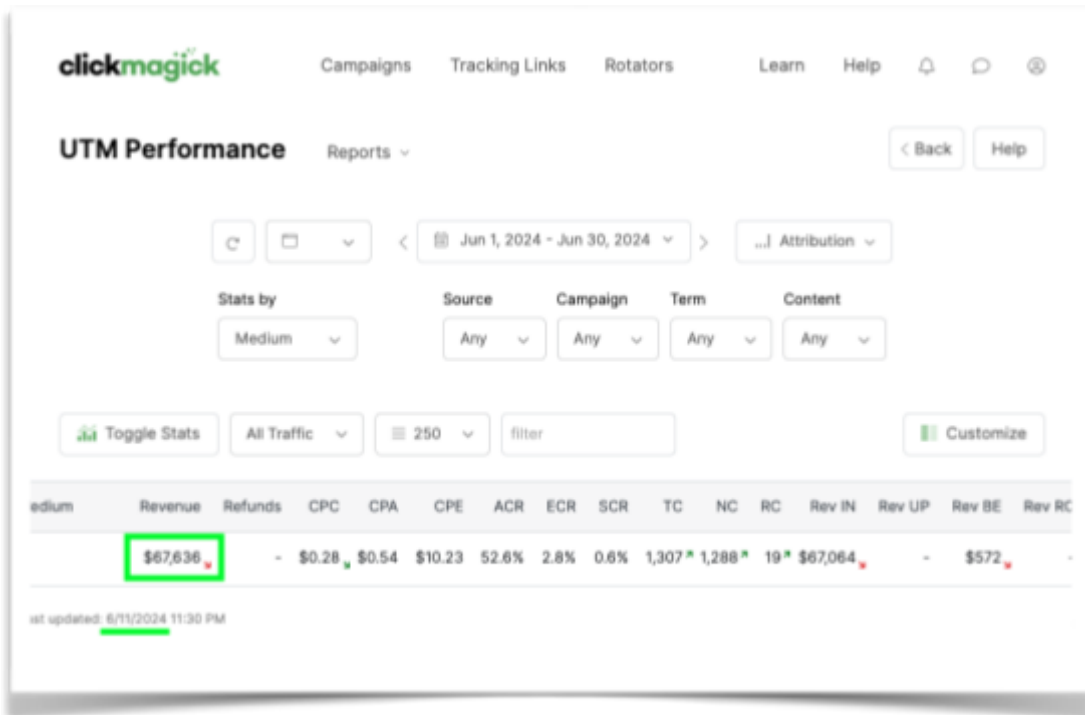 clickmagick Campaigns Tracking Links Rotators Learn Help
UTM Performance Reports < Back Help
Jun 1, 2024 - Jun 30, 2024 ...| Attribution
Stats by Source Campaign Term Content
Medium Any Any Any Any
Toggle Stats All Traffic 250 filter Customize
edium Revenue Refunds CPC CPA CPE ACR ECR SCR TC NC RC Rev IN Rev UP Rev BE Rev RC
$67,636 - $0.28 $0.54 $10.23 52.6% 2.8% 0.6% 1,307 1,288 19 $67,064 - $572 -
ast updated: 6/11/2024 11:30 PM